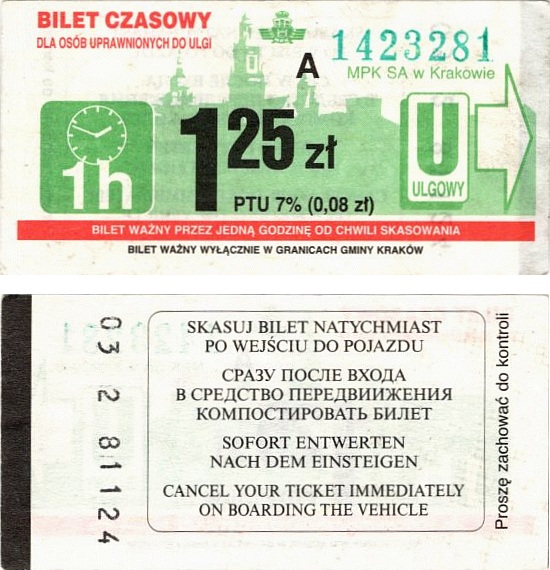 BILET CZASOWY
DLA OSÓB UPRAWNIONYCH DO ULGI
A 1423281
MPK SA w Krakowie
1h
1 25 zł
PTU 7% (0,08 zł)
U
ULGOWY
BILET WAŻNY PRZEZ JEDNĄ GODZINĘ OD CHWILI SKASOWANIA
BILET WAŻNY WYŁĄCZNIE W GRANICACH GMINY KRAKÓW
03 2 81124
SKASUJ BILET NATYCHMIAST
PO WEJŚCIU DO POJAZDU
СРАЗУ ПОСЛЕ ВХОДА
В СРЕДСТВО ПЕРЕДВИИЖЕНИЯ
КОМПОСТИРОВАТЬ БИЛЕТ
SOFORT ENTWERTEN
NACH DEM EINSTEIGEN
CANCEL YOUR TICKET IMMEDIATELY
ON BOARDING THE VEHICLE
Proszę zachować do kontroli